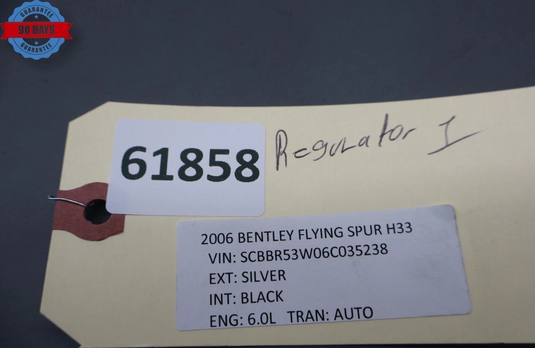 GUARANTEE
90 DAYS
GUARANTEE
61858
Regulator I
2006 BENTLEY FLYING SPUR H33
VIN: SCBBR53W06C035238
EXT: SILVER
INT: BLACK
ENG: 6.0L TRAN: AUTO